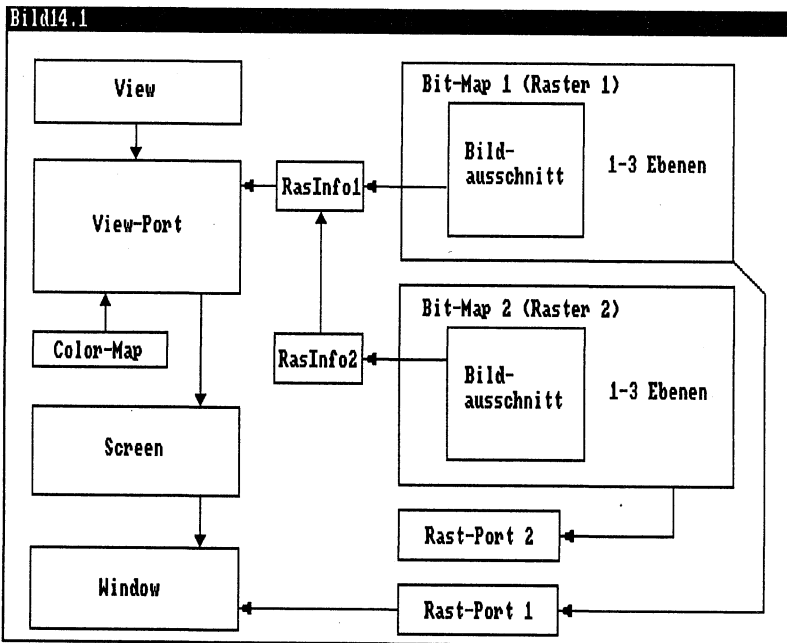 Bild14.1
View
View-Port
Color-Map
Screen
Window
RasInfo1
RasInfo2
Bit-Map 1 (Raster 1)
Bild-
ausschnitt
1-3 Ebenen
Bit-Map 2 (Raster 2)
Bild-
ausschnitt
1-3 Ebenen
Rast-Port 2
Rast-Port 1